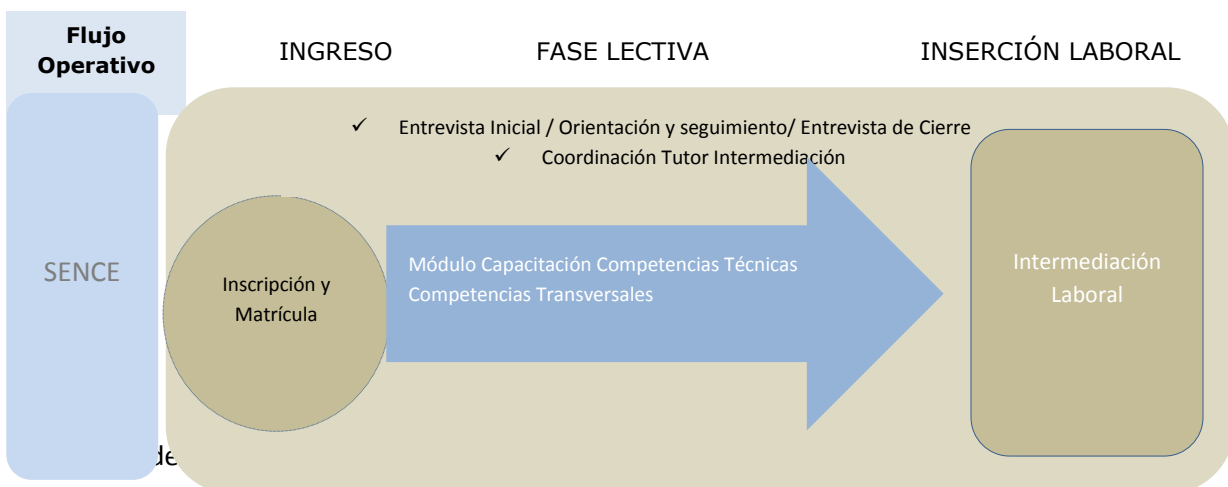 Flujo
Operativo
INGRESO
FASE LECTIVA
INSERCIÓN LABORAL
✓ Entrevista Inicial / Orientación y seguimiento/ Entrevista de Cierre
✓ Coordinación Tutor Intermediación
SENCE
Inscripción y
Matrícula
Módulo Capacitación Competencias Técnicas
Competencias Transversales
Intermediación
Laboral
de